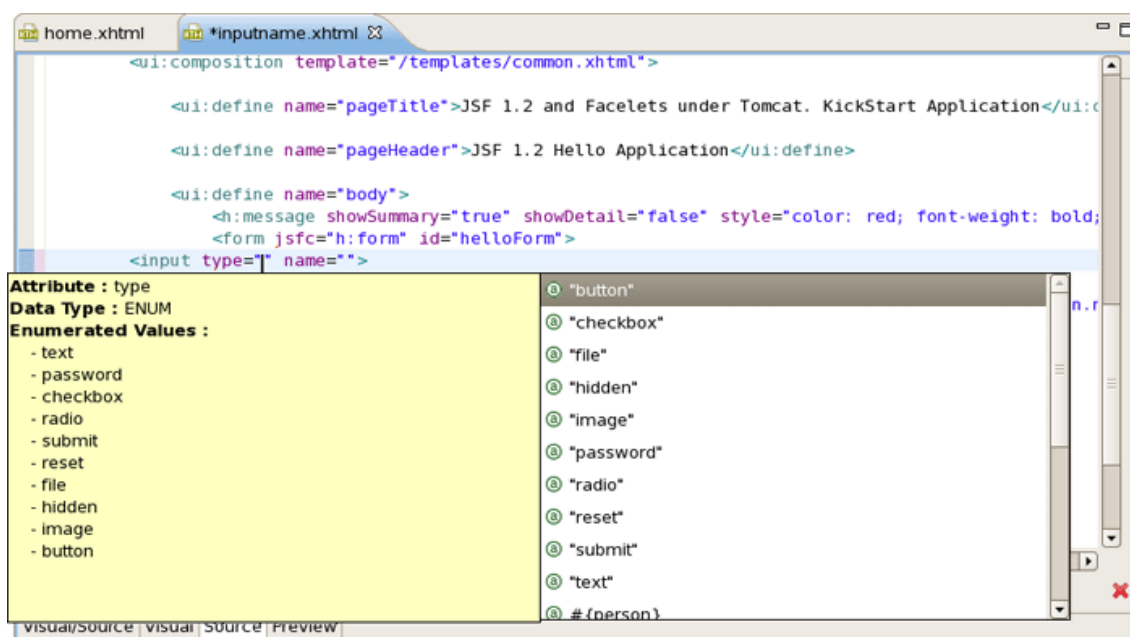 home.xhtml
*inputname.xhtml
<ui:composition template="/templates/common.xhtml">
<ui:define name="pageTitle">JSF 1.2 and Facelets under Tomcat. KickStart Application</ui:
<ui:define name="pageHeader">JSF 1.2 Hello Application</ui:define>
<ui:define name="body">
<h:message showSummary="true" showDetail="false" style="color: red; font-weight: bold;
<form jsfc="h:form" id="helloForm">
<input type="" name="">
Attribute : type
Data Type : ENUM
Enumerated Values :
- text
- password
- checkbox
- radio
- submit
- reset
- file
- hidden
- image
- button
"button"
"checkbox"
"file"
"hidden"
"image"
"password"
"radio"
"reset"
"submit"
"text"
#{person}
Visual/Source Visual Source Preview